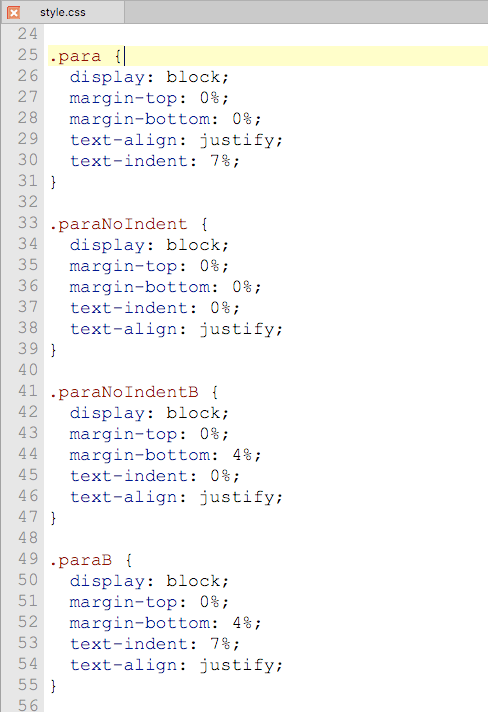 style.css
24
25 .para {
26   display: block;
27   margin-top: 0%;
28   margin-bottom: 0%;
29   text-align: justify;
30   text-indent: 7%;
31 }
32
33 .paraNoIndent {
34   display: block;
35   margin-top: 0%;
36   margin-bottom: 0%;
37   text-indent: 0%;
38   text-align: justify;
39 }
40
41 .paraNoIndentB {
42   display: block;
43   margin-top: 0%;
44   margin-bottom: 4%;
45   text-indent: 0%;
46   text-align: justify;
47 }
48
49 .paraB {
50   display: block;
51   margin-top: 0%;
52   margin-bottom: 4%;
53   text-indent: 7%;
54   text-align: justify;
55 }
56